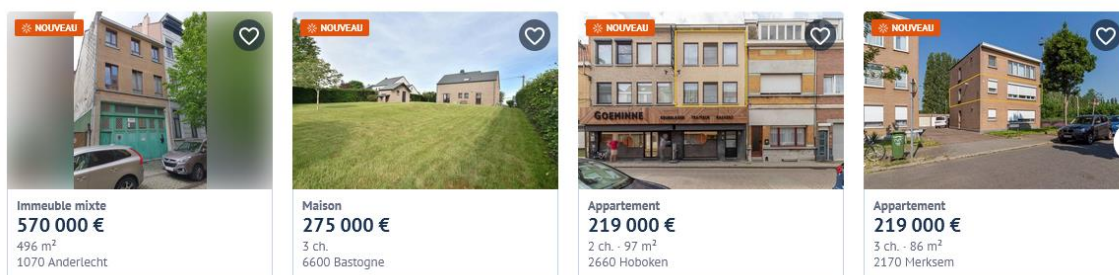 NOUVEAU
Immeuble mixte
570 000 €
496 m²
1070 Anderlecht
NOUVEAU
Maison
275 000 €
3 ch.
6600 Bastogne
NOUVEAU
GOEMINNE
Appartement
219 000 €
2 ch. · 97 m²
2660 Hoboken
NOUVEAU
Appartement
219 000 €
3 ch. · 86 m²
2170 Merksem